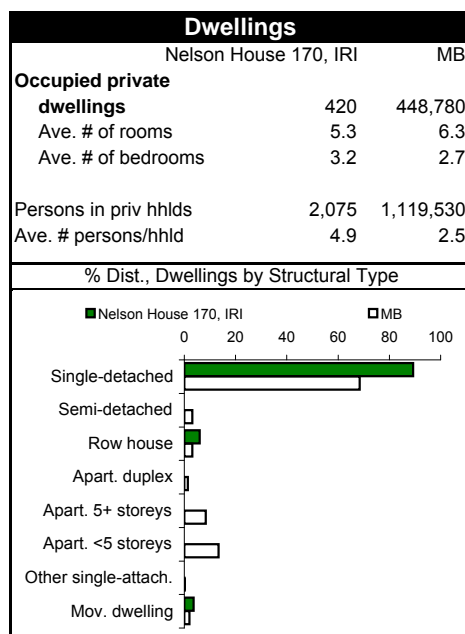 Dwellings
Nelson House 170, IRI MB
Occupied private
dwellings 420 448,780
Ave. # of rooms 5.3 6.3
Ave. # of bedrooms 3.2 2.7
Persons in priv hhlds 2,075 1,119,530
Ave. # persons/hhld 4.9 2.5
% Dist., Dwellings by Structural Type
Nelson House 170, IRI MB
0 20 40 60 80 100
Single-detached
Semi-detached
Row house
Apart. duplex
Apart. 5+ storeys
Apart. <5 storeys
Other single-attach.
Mov. dwelling